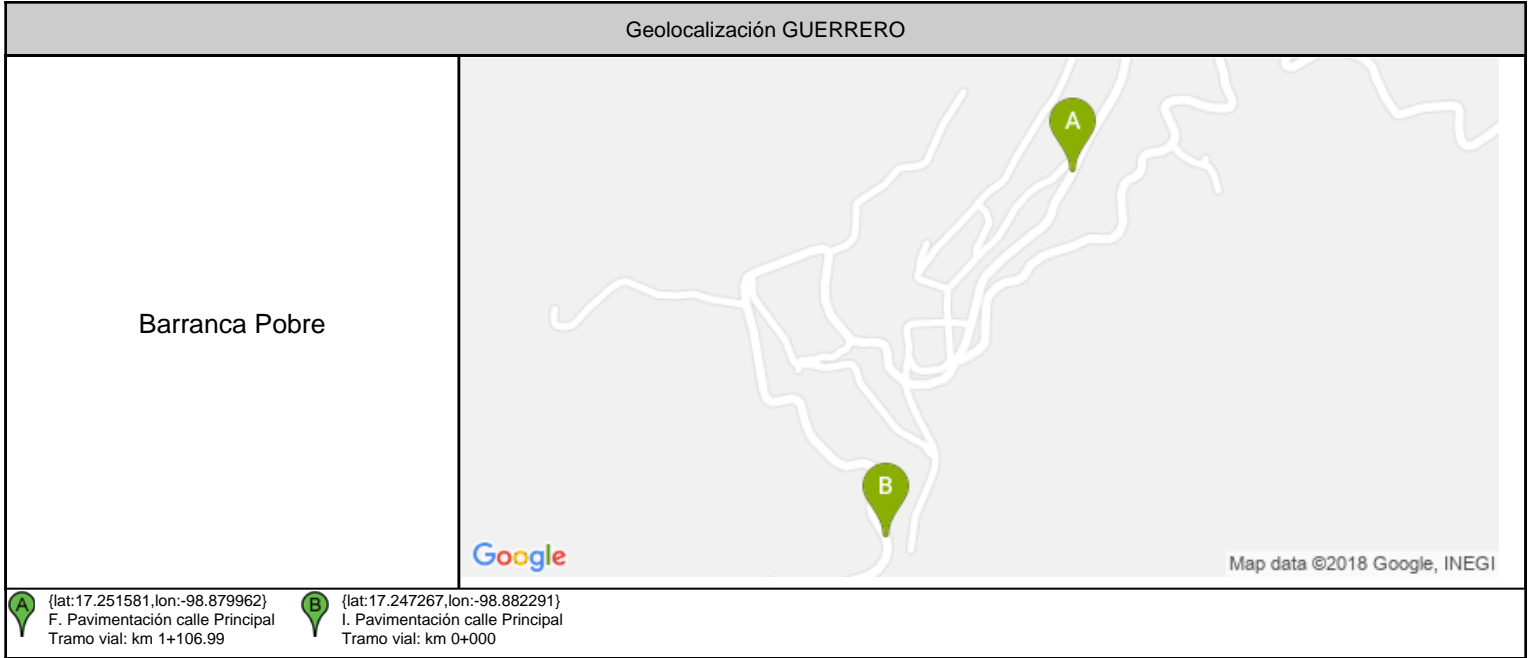 Geolocalización GUERRERO
Barranca Pobre
A
B
Google
Map data ©2018 Google, INEGI
A {lat:17.251581,lon:-98.879962}
F. Pavimentación calle Principal
Tramo vial: km 1+106.99
B {lat:17.247267,lon:-98.882291}
I. Pavimentación calle Principal
Tramo vial: km 0+000